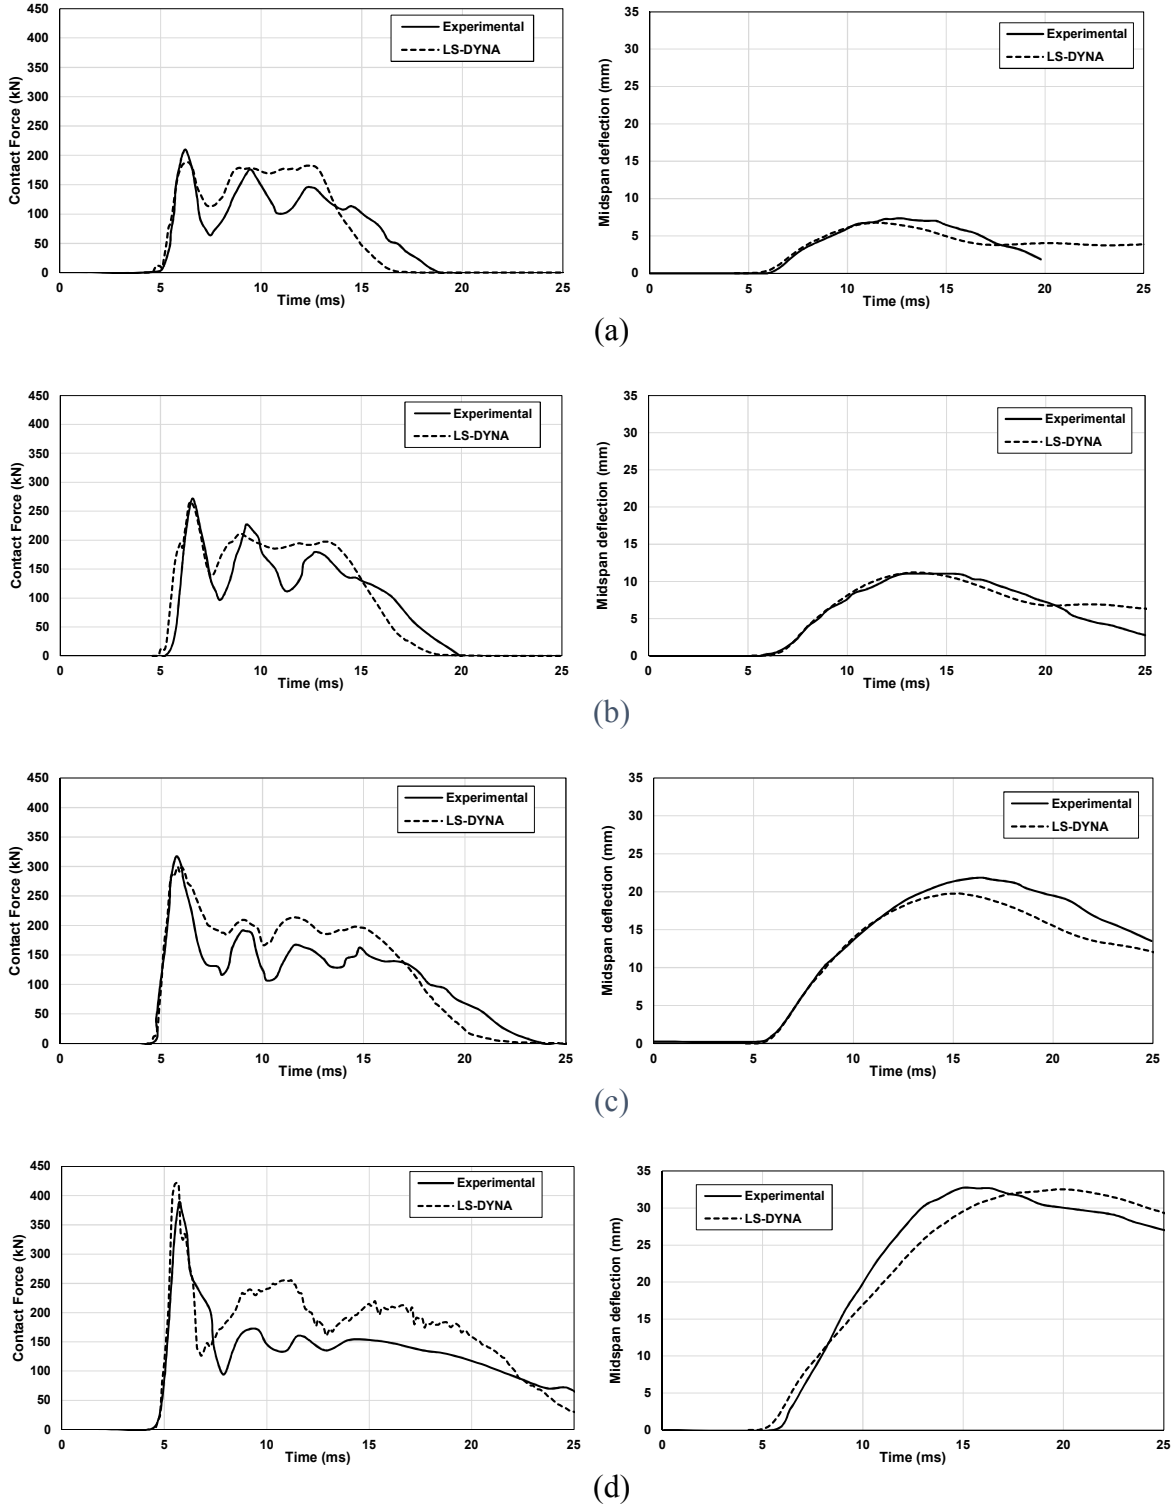 450
400
350
300
250
200
150
100
50
0
Contact Force (kN)
0 5 10 15 20 25
Time (ms)
Experimental
LS-DYNA
35
30
25
20
15
10
5
0
Midspan deflection (mm)
0 5 10 15 20 25
Time (ms)
Experimental
LS-DYNA
(a)
450
400
350
300
250
200
150
100
50
0
Contact Force (kN)
0 5 10 15 20 25
Time (ms)
Experimental
LS-DYNA
35
30
25
20
15
10
5
0
Midspan deflection (mm)
0 5 10 15 20 25
Time (ms)
Experimental
LS-DYNA
(b)
450
400
350
300
250
200
150
100
50
0
Contact Force (kN)
0 5 10 15 20 25
Time (ms)
Experimental
LS-DYNA
35
30
25
20
15
10
5
0
Midspan deflection (mm)
0 5 10 15 20 25
Time (ms)
Experimental
LS-DYNA
(c)
450
400
350
300
250
200
150
100
50
0
Contact Force (kN)
0 5 10 15 20 25
Time (ms)
Experimental
LS-DYNA
35
30
25
20
15
10
5
0
Midspan deflection (mm)
0 5 10 15 20 25
Time (ms)
Experimental
LS-DYNA
(d)